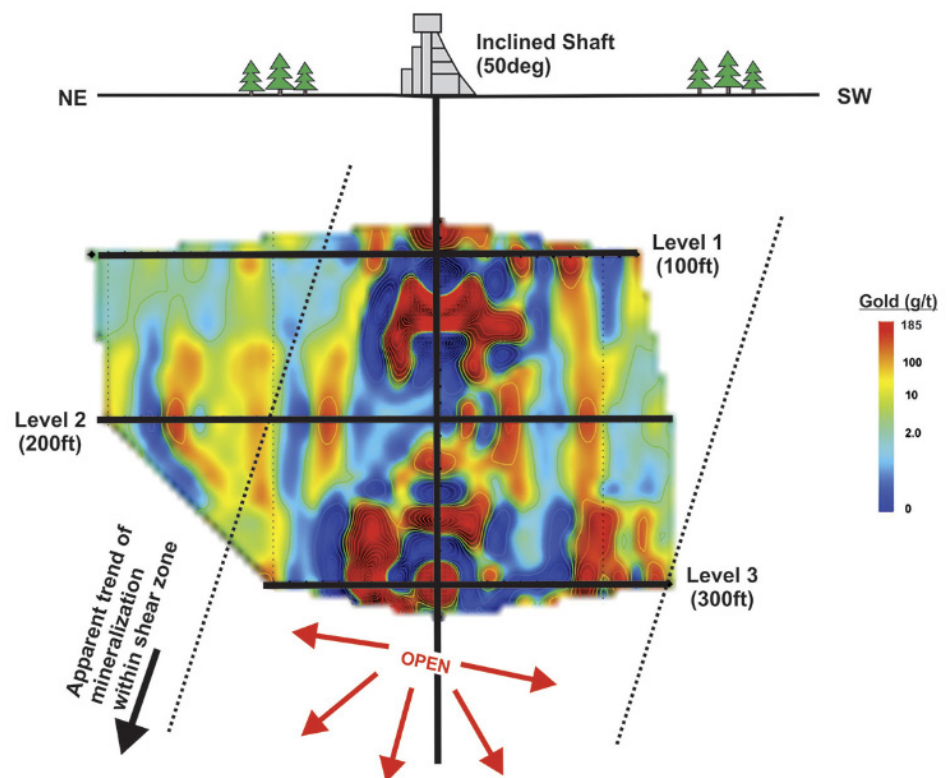 Inclined Shaft
(50deg)
NE
SW
Level 1
(100ft)
Gold (g/t)
185
100
10
2.0
0
Level 2
(200ft)
Level 3
(300ft)
Apparent trend of
mineralization
within shear zone
OPEN